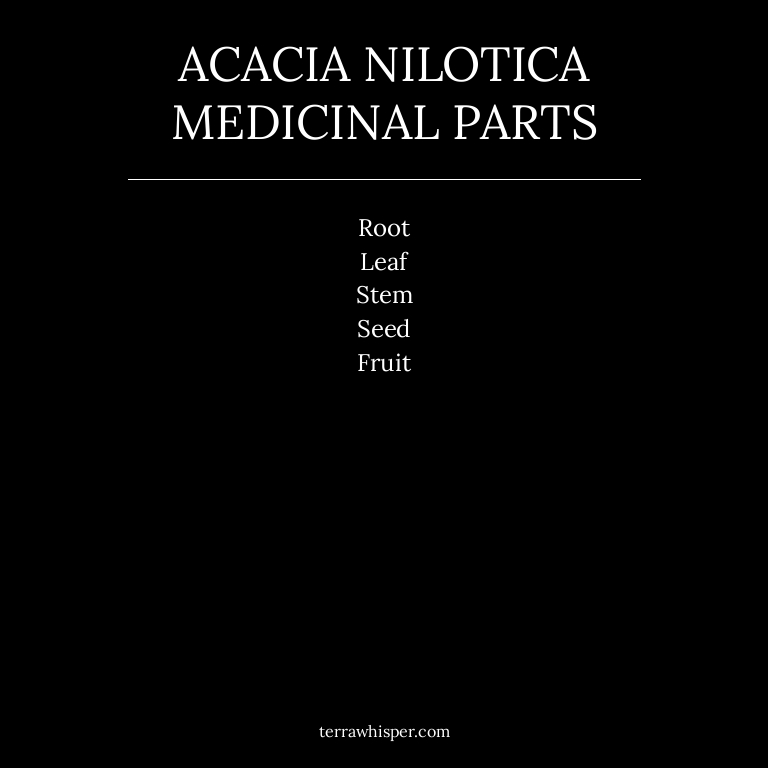 ACACIA NILOTICA
MEDICINAL PARTS
Root
Leaf
Stem
Seed
Fruit
terrawhisper.com